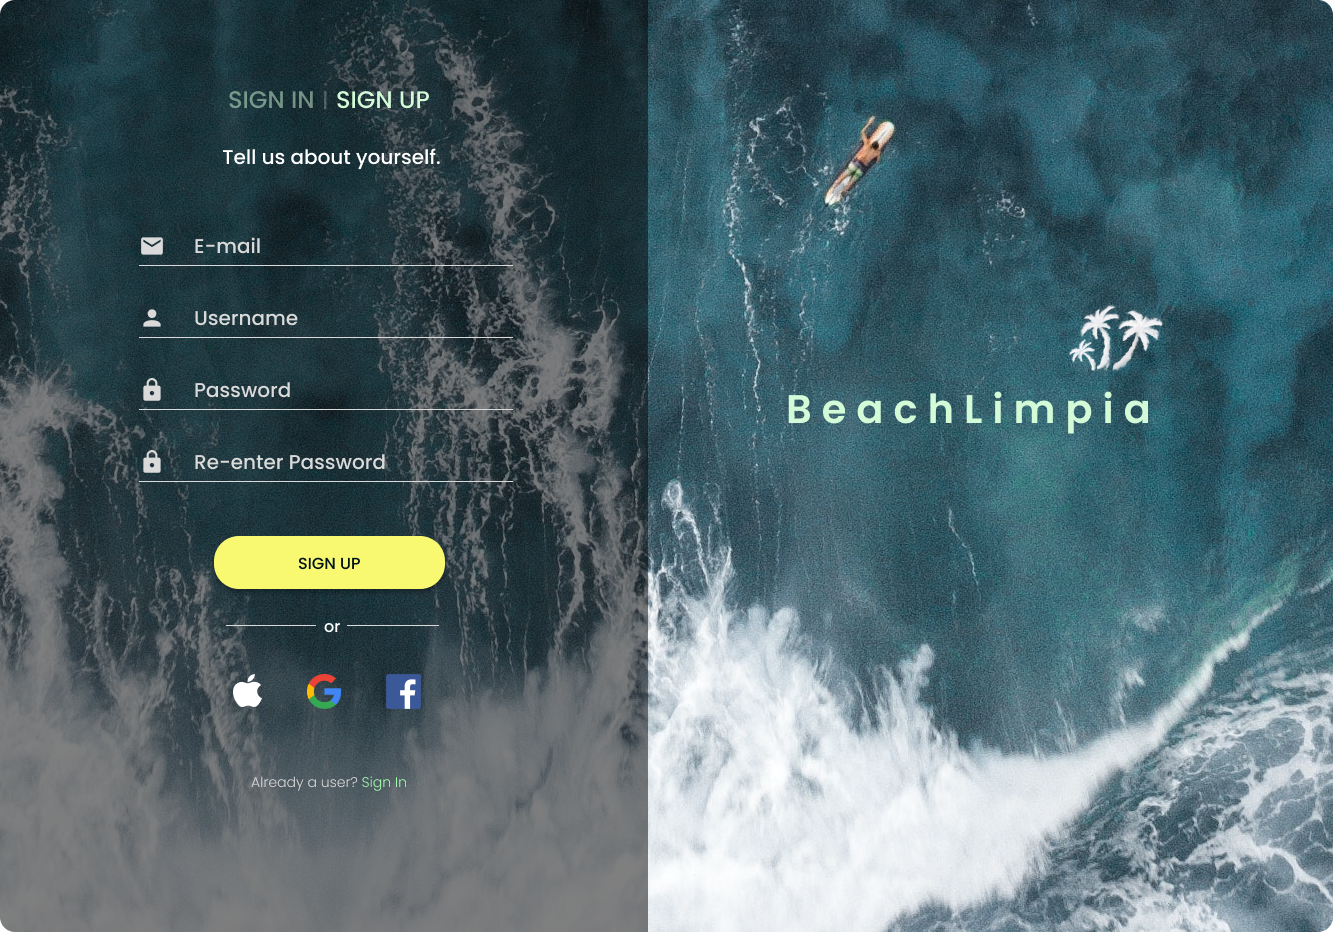 SIGN IN | SIGN UP
Tell us about yourself.
E-mail
Username
Password
Re-enter Password
SIGN UP
or
Already a user? Sign In
BeachLimpia